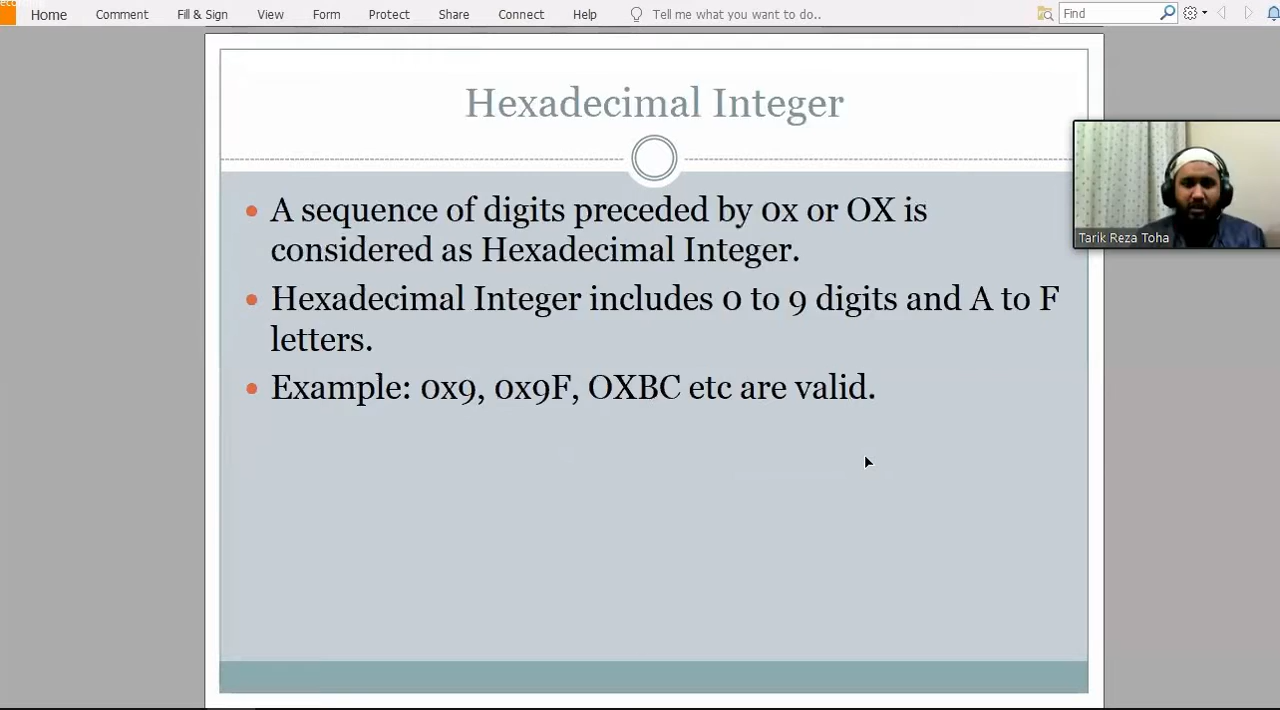 Home Comment Fill & Sign View Form Protect Share Connect Help Tell me what you want to do.. Find
Hexadecimal Integer
• A sequence of digits preceded by 0x or OX is
considered as Hexadecimal Integer.
• Hexadecimal Integer includes 0 to 9 digits and A to F
letters.
• Example: 0x9, 0x9F, OXBC etc are valid.
Tarik Reza Toha